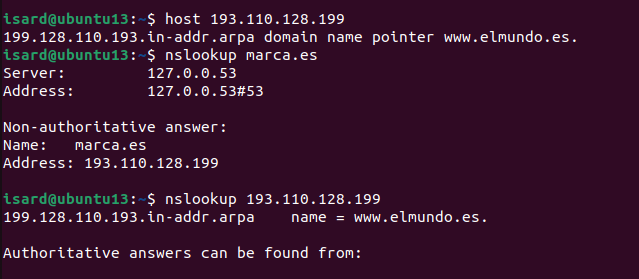 isard@ubuntu13:~$ host 193.110.128.199
199.128.110.193.in-addr.arpa domain name pointer www.elmundo.es.
isard@ubuntu13:~$ nslookup marca.es
Server:         127.0.0.53
Address:        127.0.0.53#53

Non-authoritative answer:
Name:   marca.es
Address: 193.110.128.199

isard@ubuntu13:~$ nslookup 193.110.128.199
199.128.110.193.in-addr.arpa    name = www.elmundo.es.

Authoritative answers can be found from: